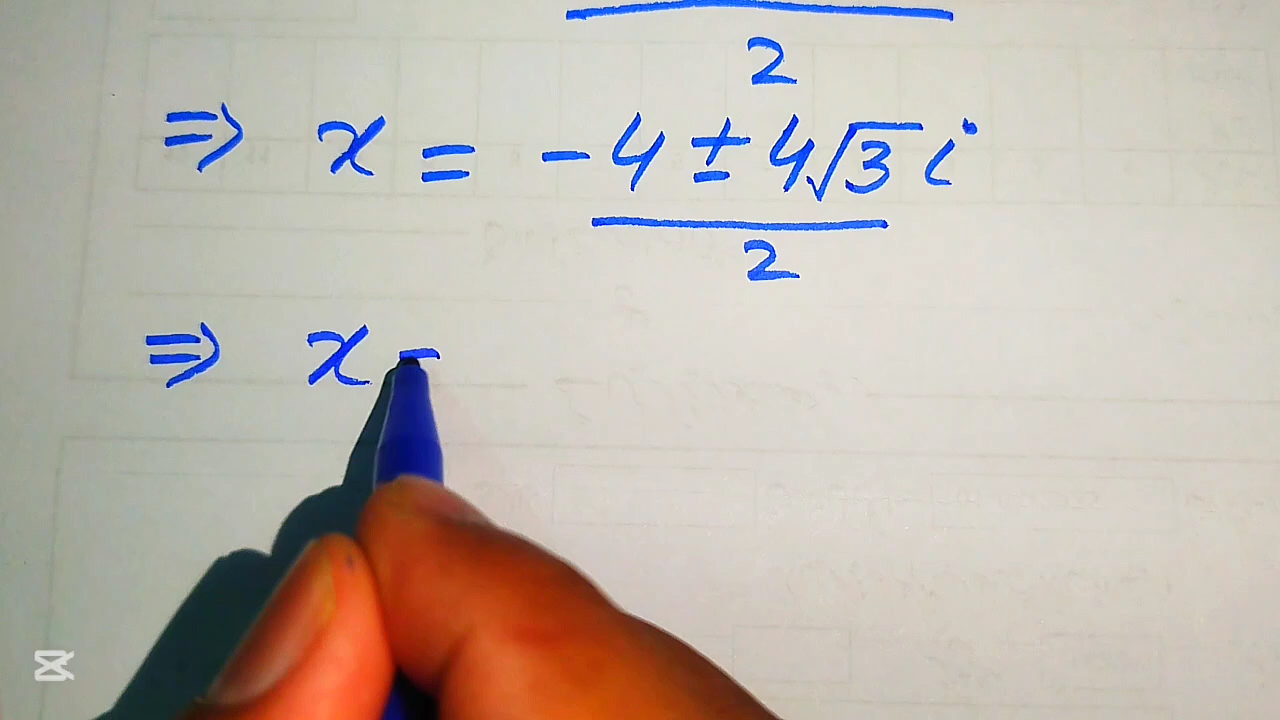 2
⇒ x = -4 ± 4√3 i
2
⇒ x =